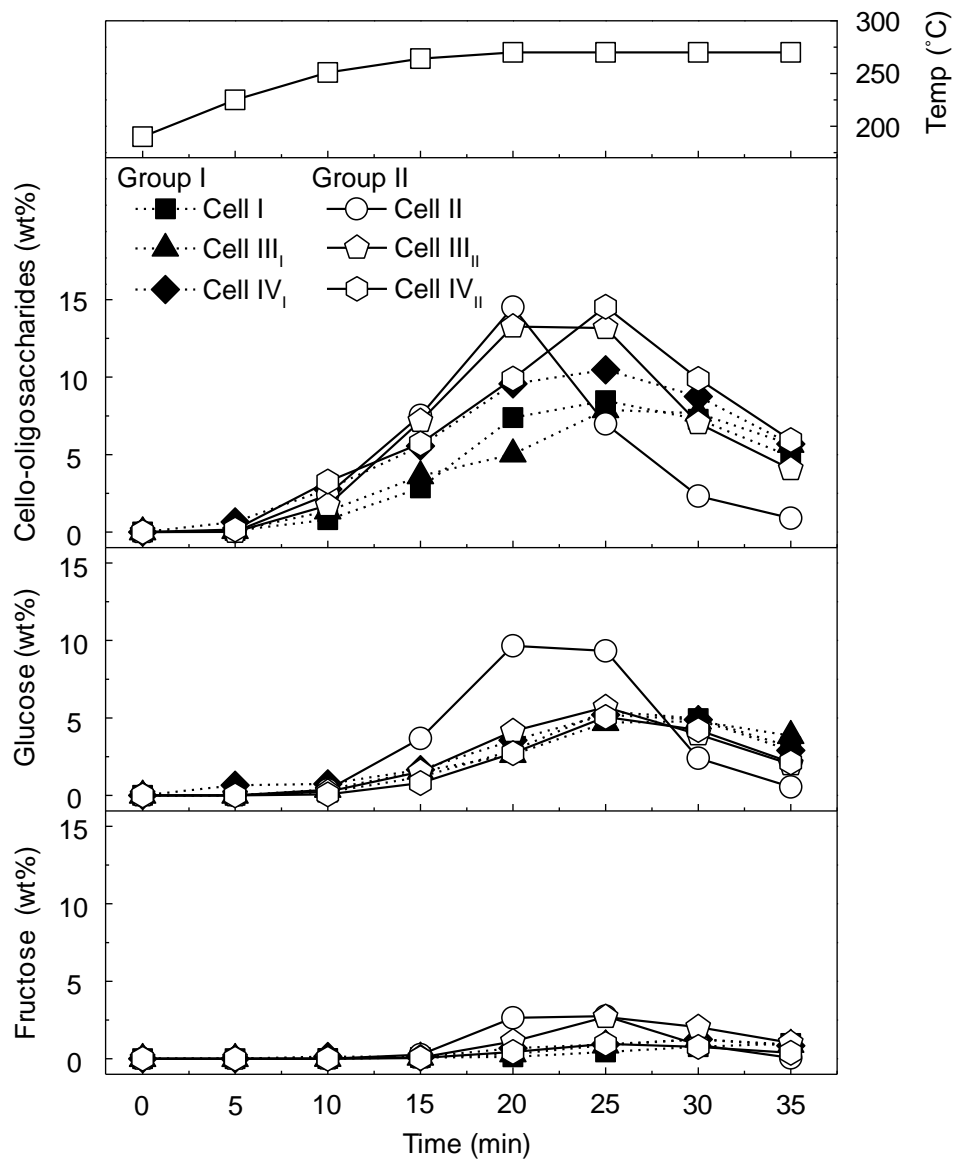 300
250
200
Temp (˚C)
Group I Group II
Cell I Cell II
Cell III_I Cell III_II
Cell IV_I Cell IV_II
Cello-oligosaccharides (wt%)
15
10
5
0
Glucose (wt%)
15
10
5
0
Fructose (wt%)
15
10
5
0
0 5 10 15 20 25 30 35
Time (min)